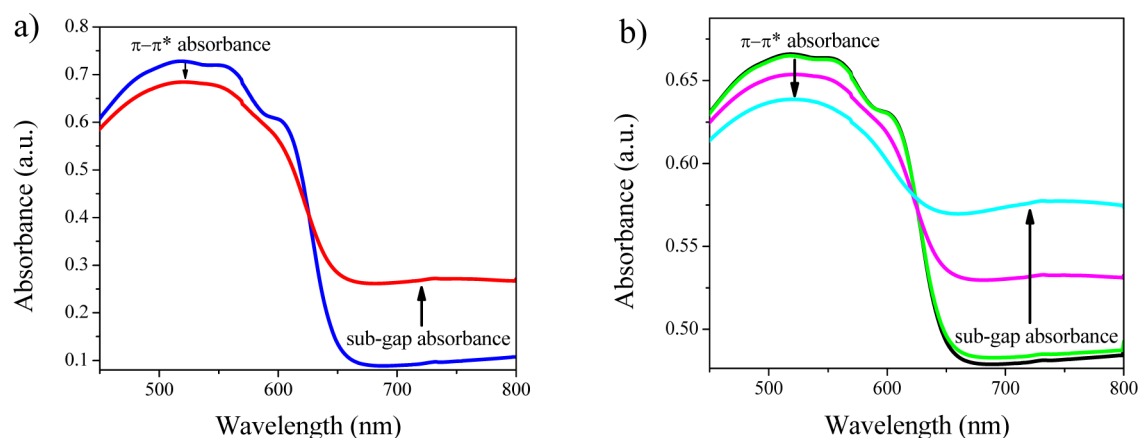 a)
π–π* absorbance
sub-gap absorbance
0.8
0.7
0.6
0.5
0.4
0.3
0.2
0.1
500
600
700
800
Absorbance (a.u.)
Wavelength (nm)
b)
π–π* absorbance
sub-gap absorbance
0.65
0.60
0.55
0.50
500
600
700
800
Absorbance (a.u.)
Wavelength (nm)